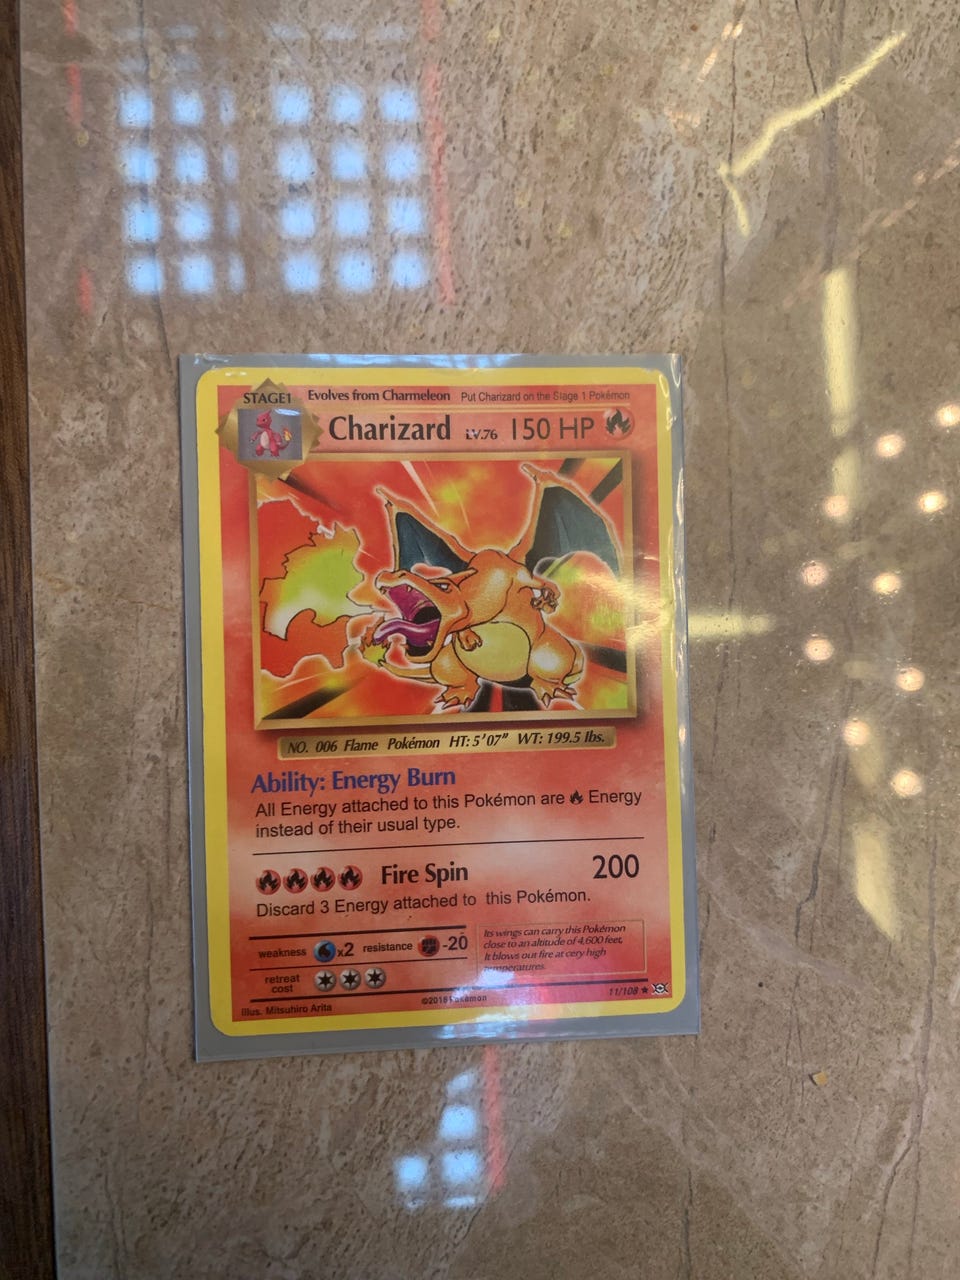 STAGE1 Evolves from Charmeleon Put Charizard on the Stage 1 Pokémon
Charizard LV.76 150 HP
NO. 006 Flame Pokémon HT: 5'07" WT: 199.5 lbs.
Ability: Energy Burn
All Energy attached to this Pokémon are Energy
instead of their usual type.
Fire Spin 200
Discard 3 Energy attached to this Pokémon.
weakness x2 resistance -20
retreat
cost
Its wings can carry this Pokémon
close to an altitude of 4,600 feet,
It blows out fire at cery high
temperatures.
Illus. Mitsuhiro Arita
©2016 Pokémon
11/108